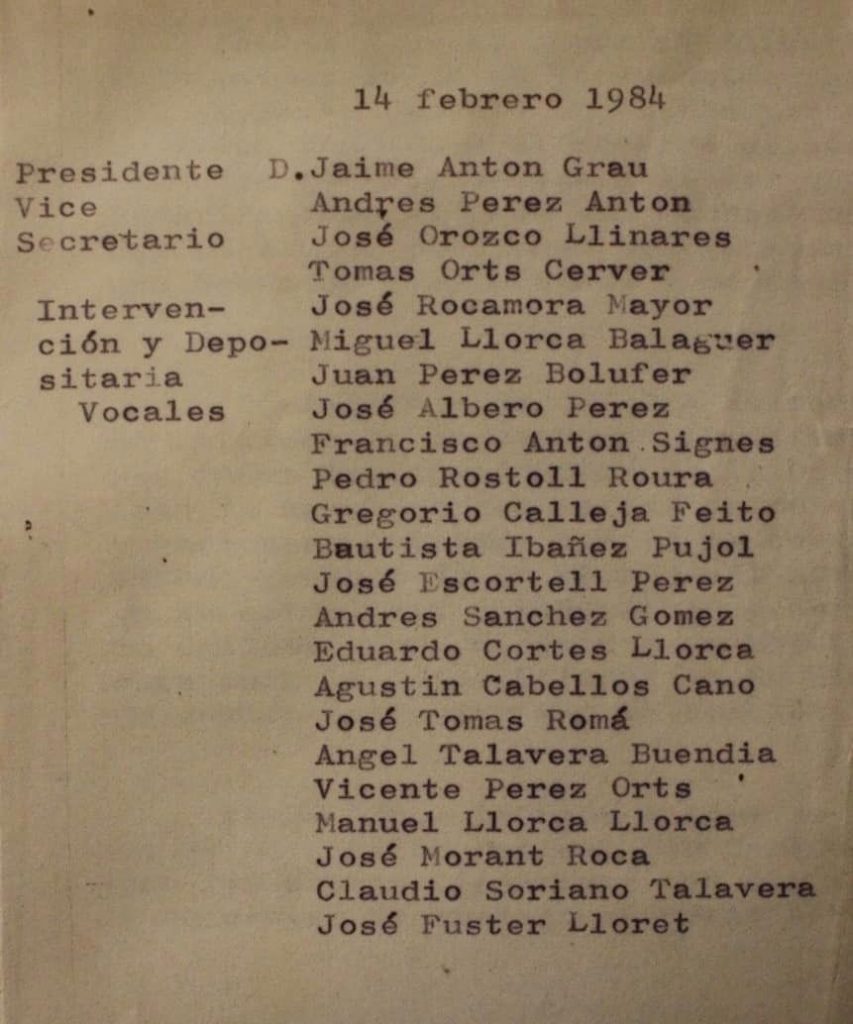 14 febrero 1984
Presidente D. Jaime Anton Grau
Vice Andres Perez Anton
Secretario José Orozco Llinares
Tomas Orts Cerver
Interven- José Rocamora Mayor
ción y Depo- Miguel Llorca Balaguer
sitaria Juan Perez Bolufer
Vocales José Albero Perez
Francisco Anton Signes
Pedro Rostoll Roura
Gregorio Calleja Feito
Bautista Ibañez Pujol
José Escortell Perez
Andres Sanchez Gomez
Eduardo Cortes Llorca
Agustin Cabellos Cano
José Tomas Romá
Angel Talavera Buendia
Vicente Perez Orts
Manuel Llorca Llorca
José Morant Roca
Claudio Soriano Talavera
José Fuster Lloret